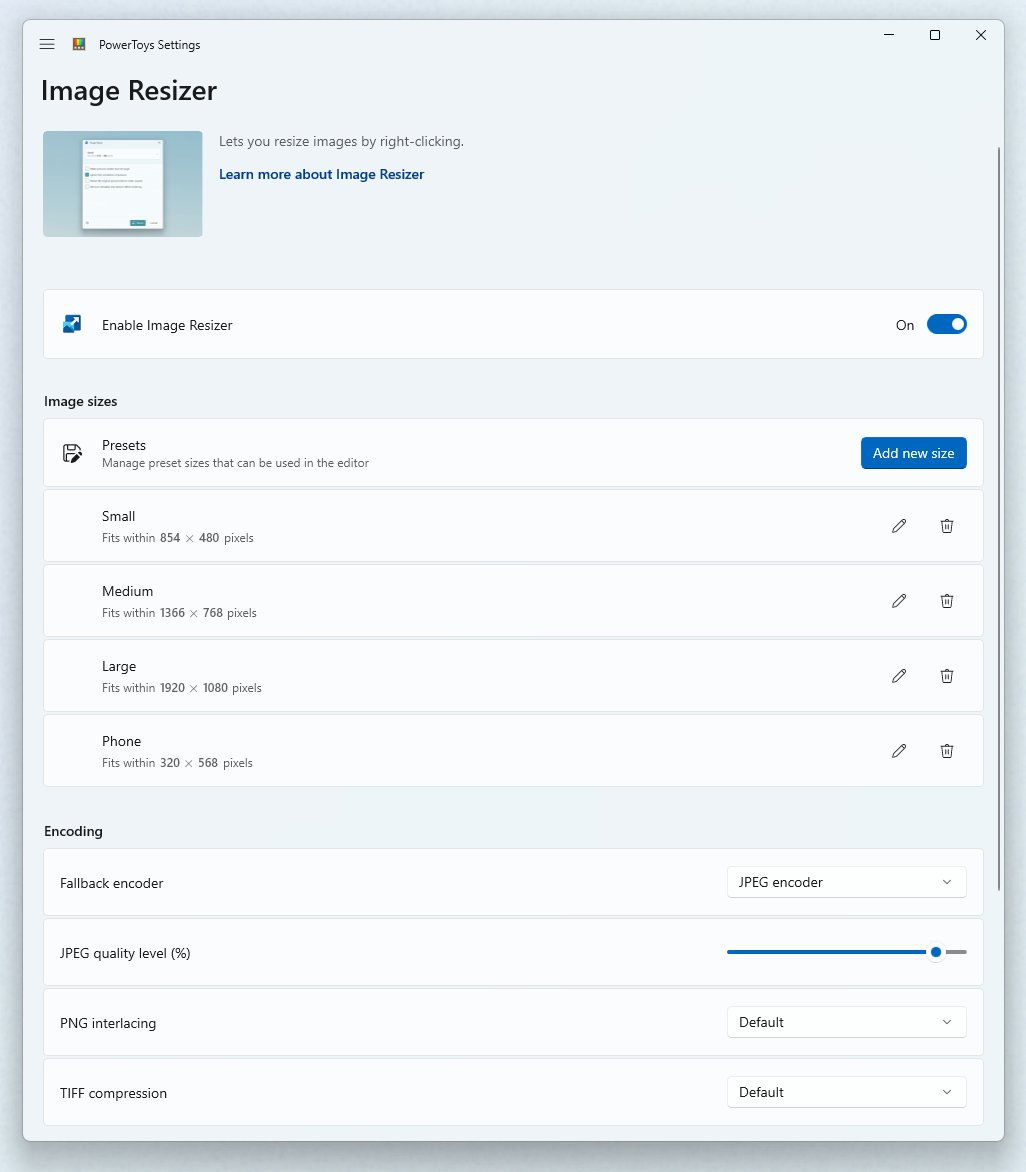 PowerToys Settings
Image Resizer
Lets you resize images by right-clicking.
Learn more about Image Resizer
Enable Image Resizer
On
Image sizes
Presets
Manage preset sizes that can be used in the editor
Add new size
Small
Fits within 854 × 480 pixels
Medium
Fits within 1366 × 768 pixels
Large
Fits within 1920 × 1080 pixels
Phone
Fits within 320 × 568 pixels
Encoding
Fallback encoder
JPEG encoder
JPEG quality level (%)
PNG interlacing
Default
TIFF compression
Default